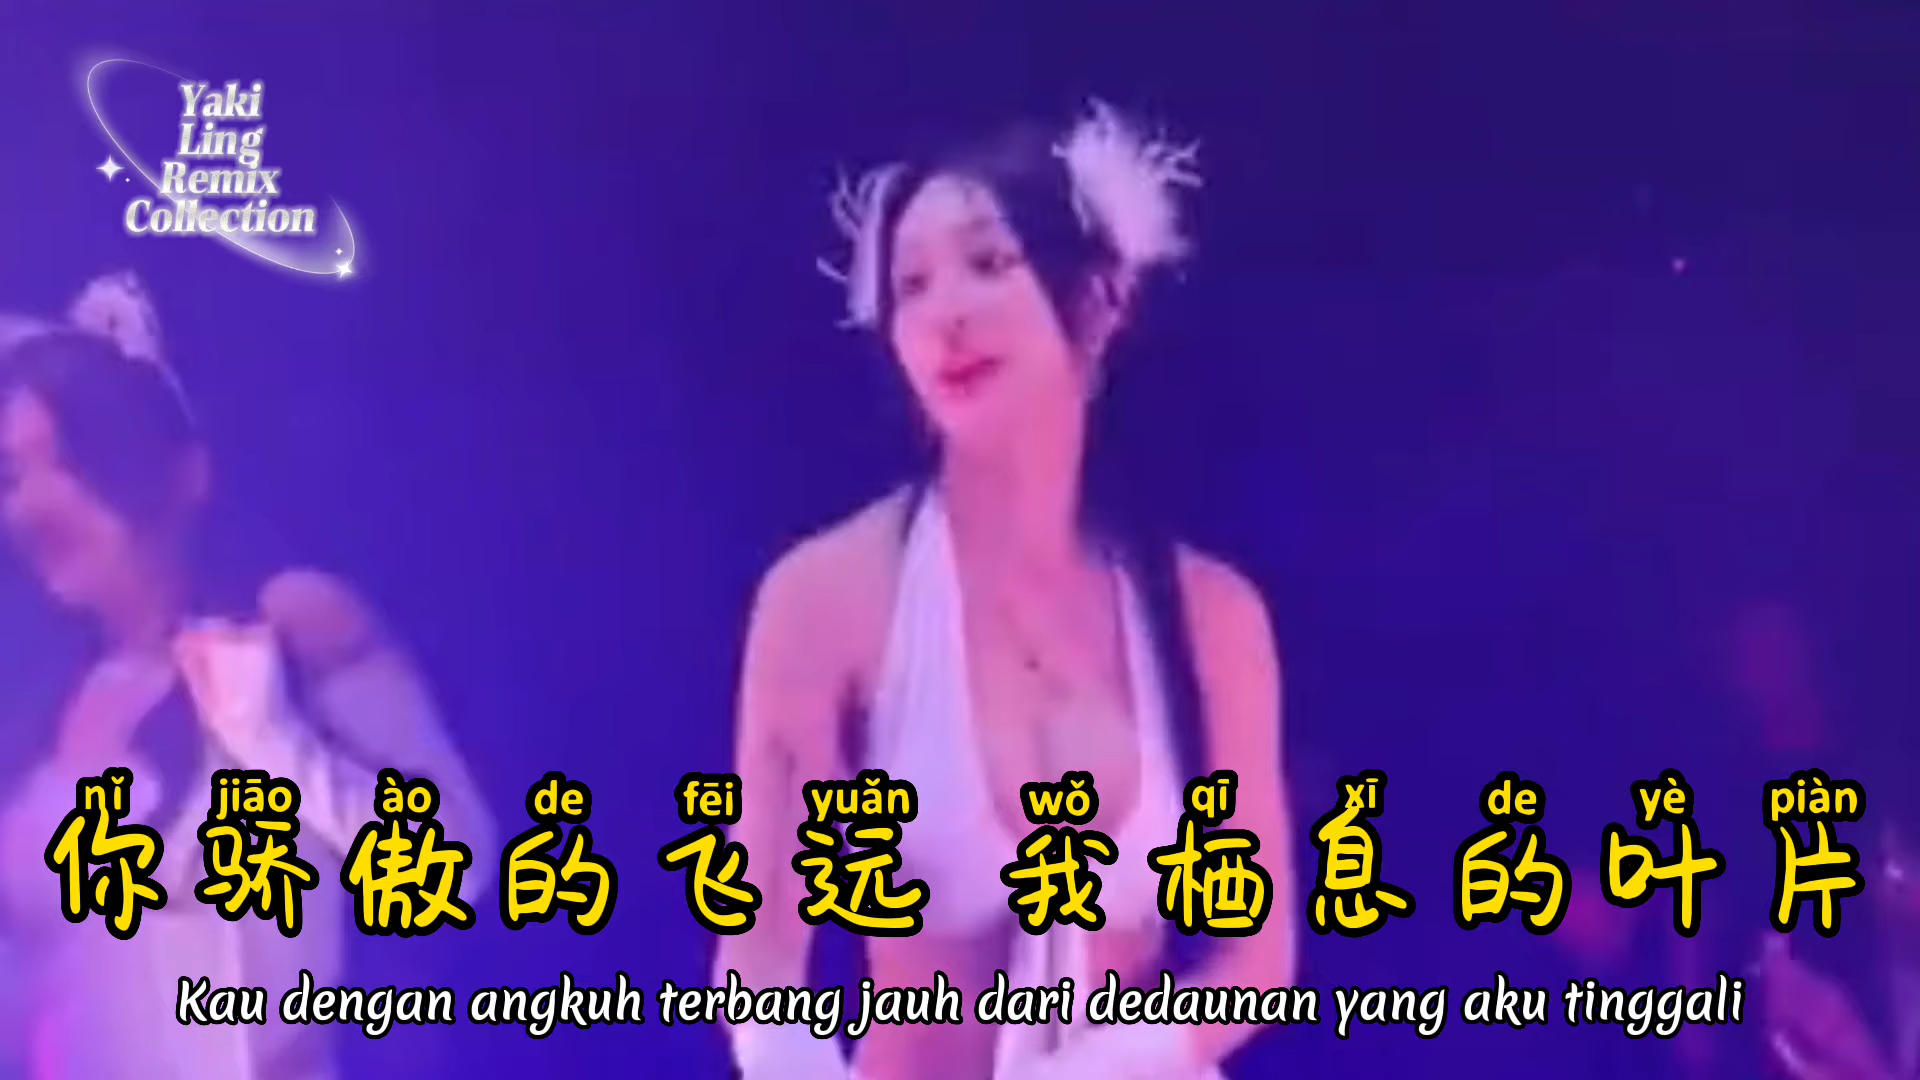 Yaki
Ling
Remix
Collection
nǐ jiāo ào de fēi yuǎn wǒ qī xī de yè piàn
你骄傲的飞远 我栖息的叶片
Kau dengan angkuh terbang jauh dari dedaunan yang aku tinggali